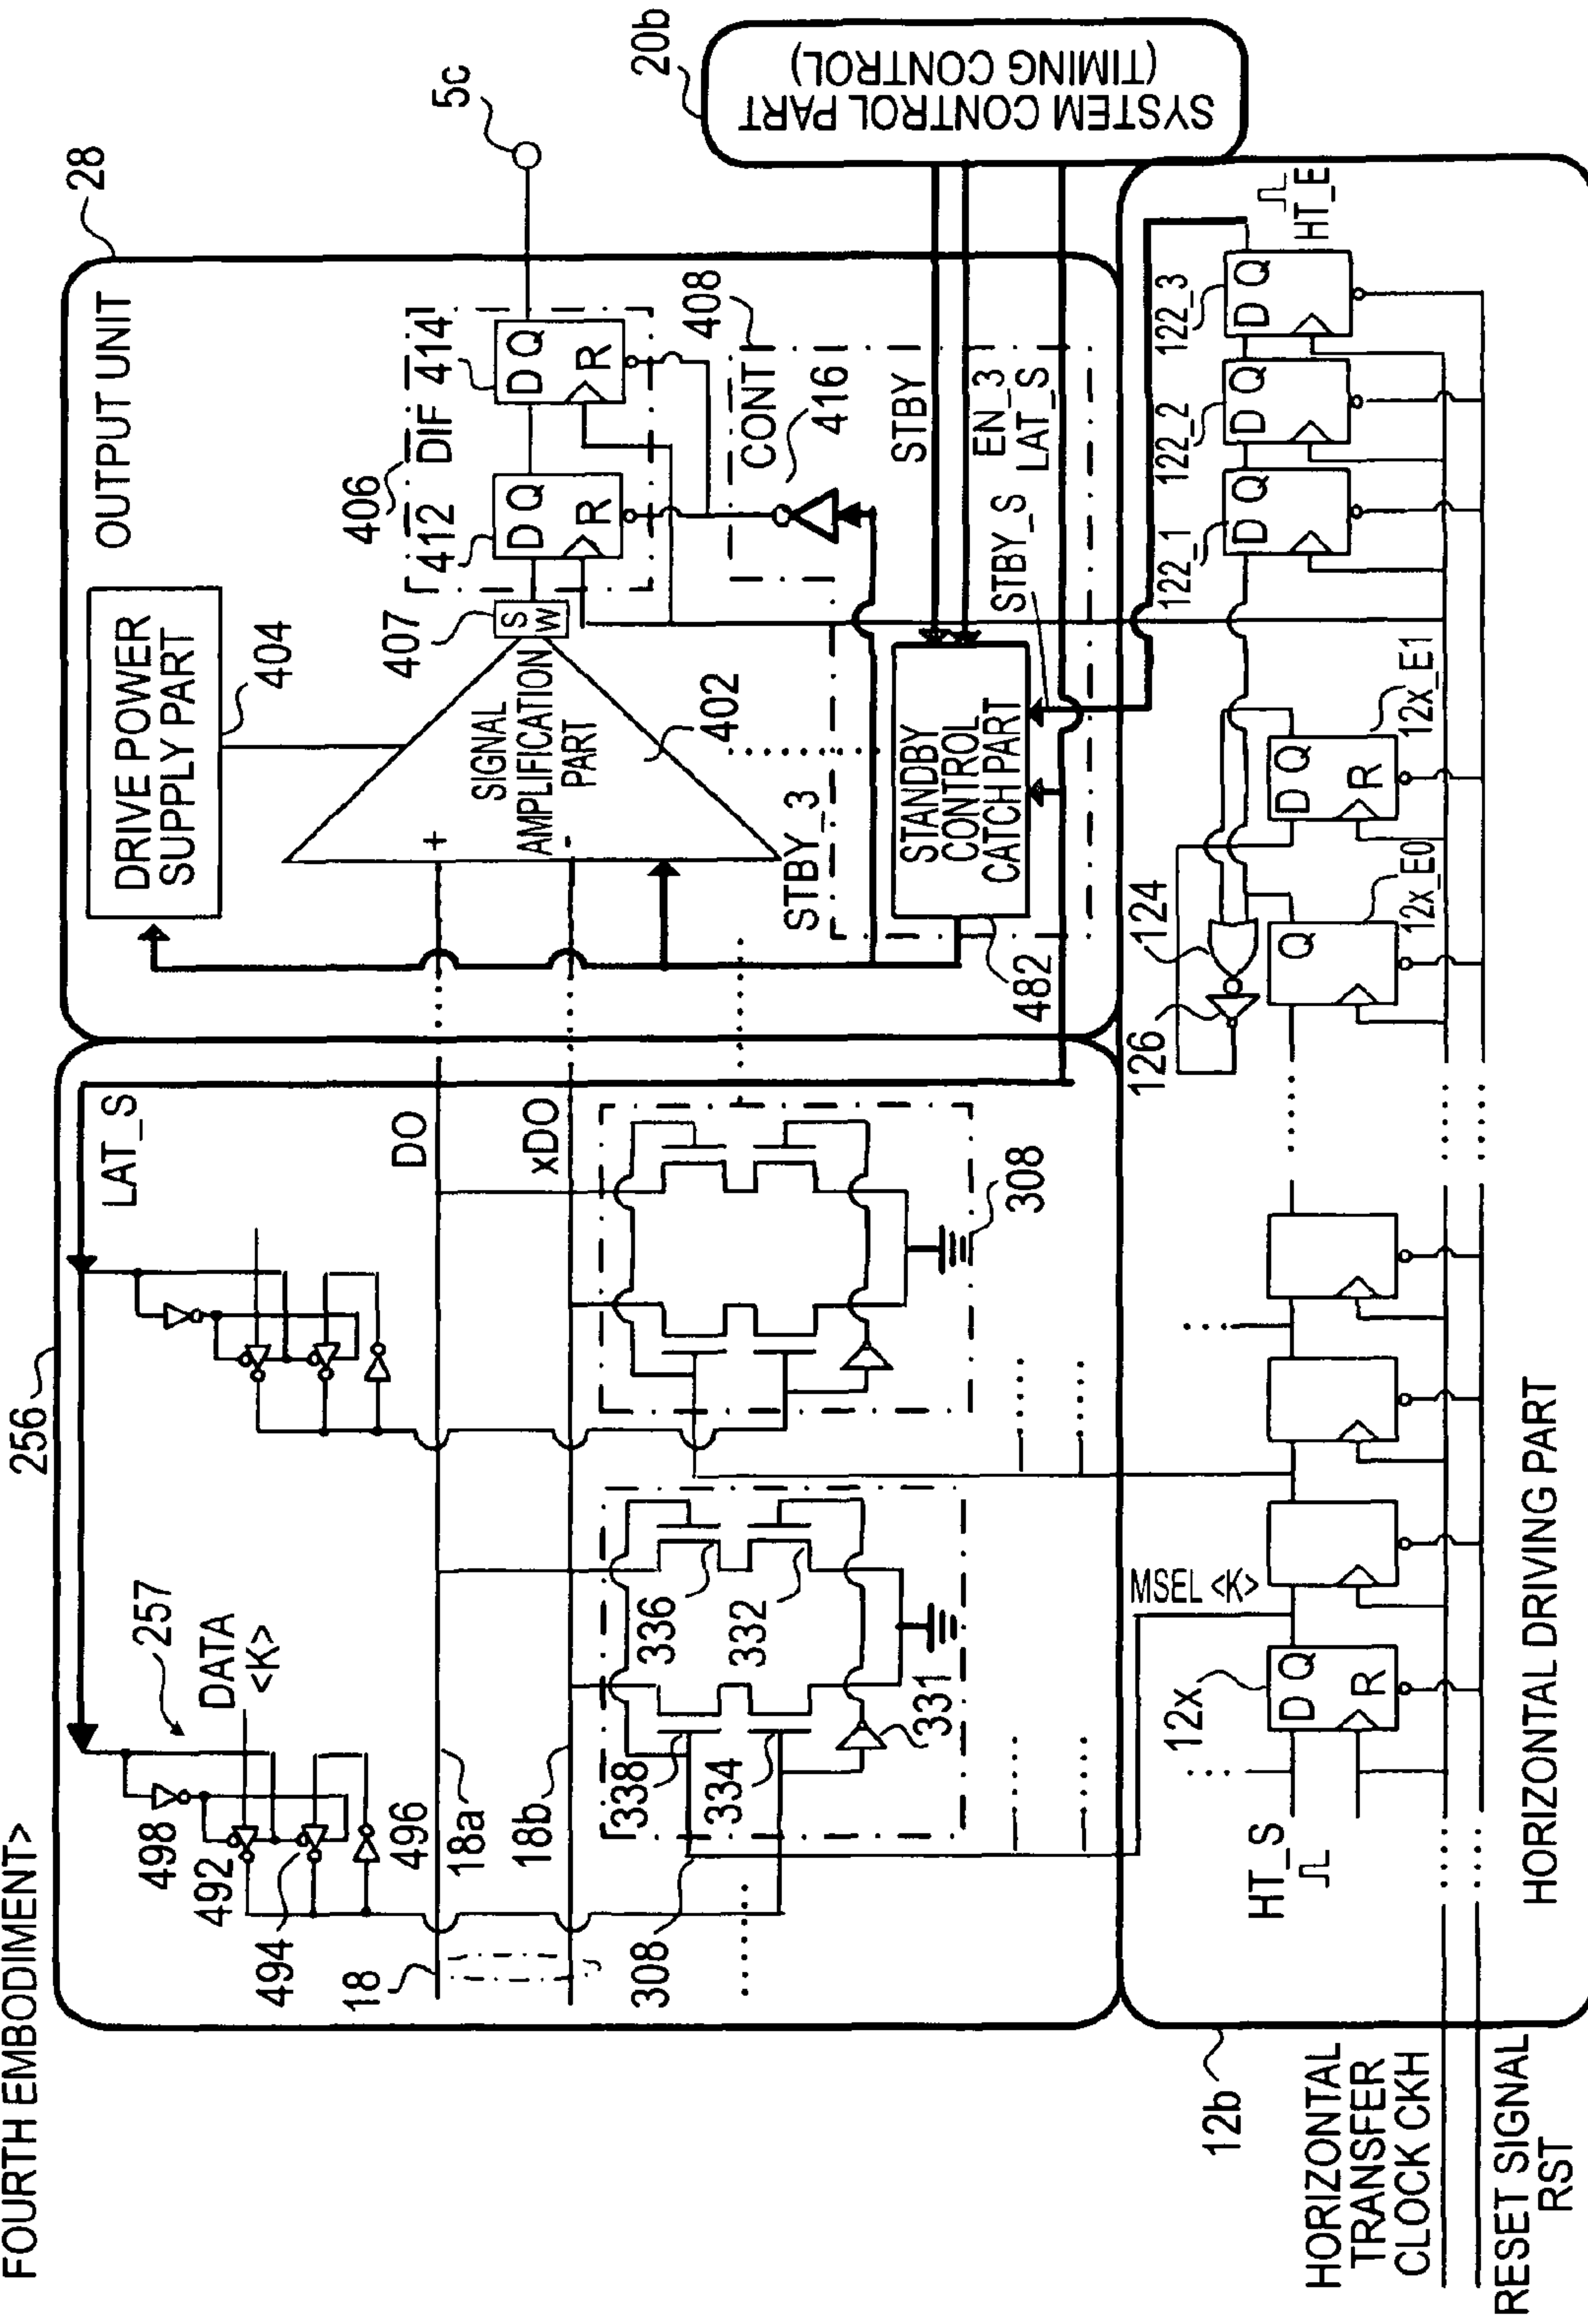 FOURTH EMBODIMENT>
256
LAT_S
257
DATA
<K>
498
492
494
496
18
18a
18b
DO
xDO
308
338
336
334
332
331
308
28
OUTPUT UNIT
DRIVE POWER
SUPPLY PART
404
407
S
W
SIGNAL
AMPLIFICATION
PART
+
-
402
406
DIF
412
414
D Q
R
D Q
R
5c
408
CONT
416
STBY
EN_3
LAT_S
STBY_S
STBY_3
STANDBY
CONTROL
CATCH PART
482
20b
SYSTEM CONTROL PART
(TIMING CONTROL)
MSEL <K>
12x
D Q
R
HT_S
124
126
Q
12x_E0
D Q
R
12x_E1
122_1
D Q
122_2
D Q
122_3
D Q
HT_E
HORIZONTAL DRIVING PART
12b
HORIZONTAL
TRANSFER
CLOCK CKH
RESET SIGNAL
RST